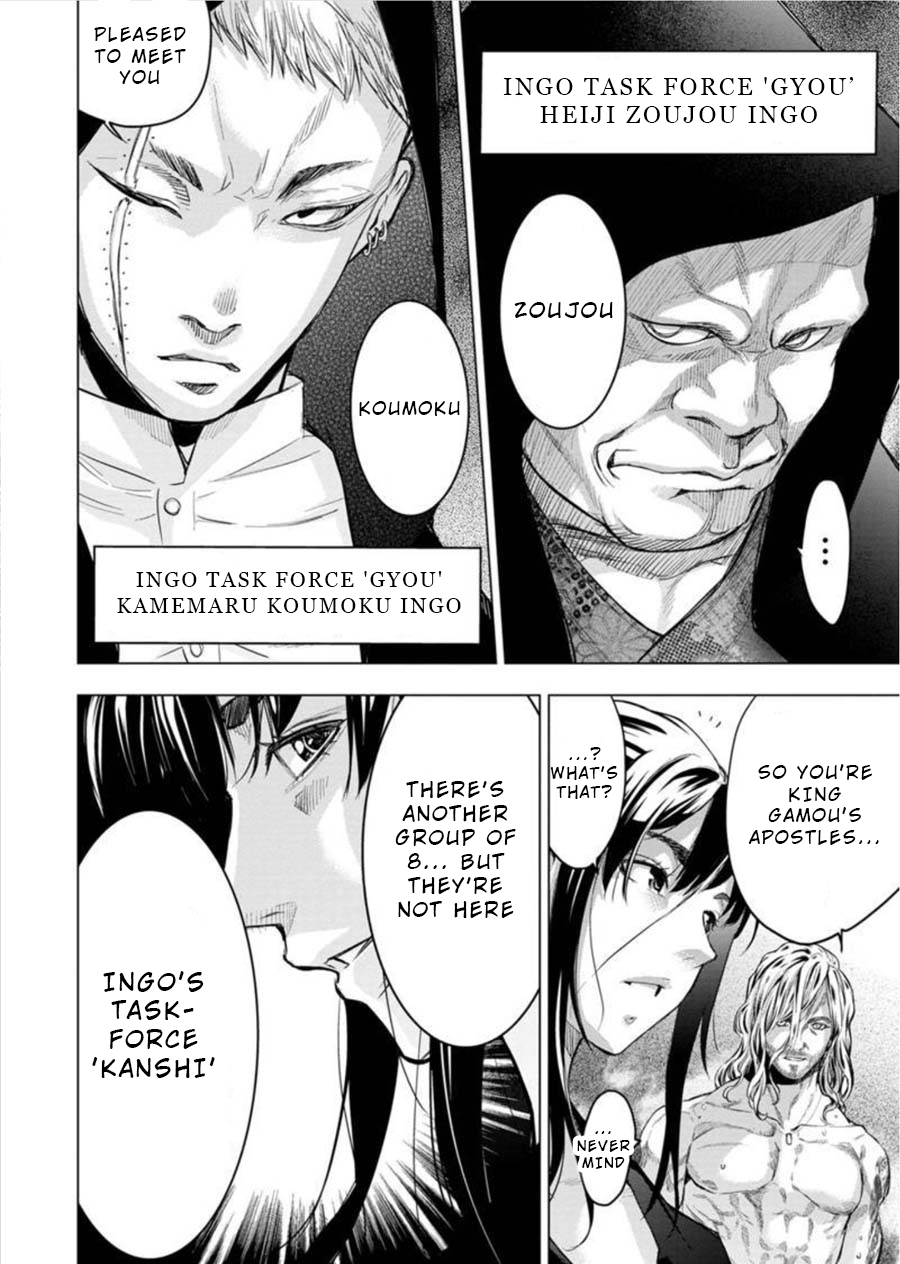 INGO TASK FORCE 'GYOU’
HEIJI ZOUJOU INGO
ZOUJOU
...
PLEASED
TO MEET
YOU
KOUMOKU
INGO TASK FORCE 'GYOU'
KAMEMARU KOUMOKU INGO
SO YOU'RE
KING
GAMOU'S
APOSTLES...
...?
WHAT'S
THAT?
...
NEVER
MIND
THERE'S
ANOTHER
GROUP OF
8... BUT
THEY'RE
NOT HERE
INGO'S
TASK-
FORCE
'KANSHI'